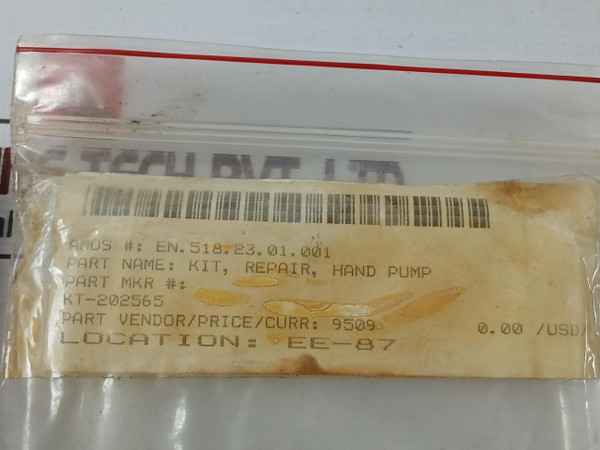 S TECH PVT. LTD
AMOS #: EN.518.23.01.001
PART NAME: KIT, REPAIR, HAND PUMP
PART MKR #:
KT-202565
PART VENDOR/PRICE/CURR: 9509 0.00 /USD/
LOCATION: EE-87